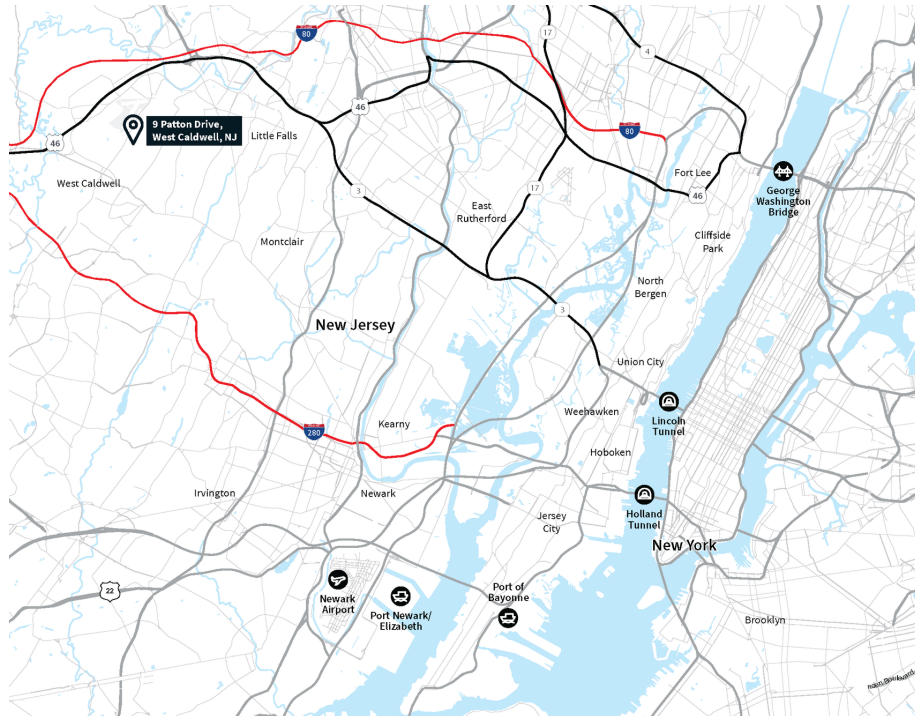 80
17
4
46
9 Patton Drive,
West Caldwell, NJ
Little Falls
46
80
West Caldwell
3
17
East
Rutherford
Fort Lee
46
George
Washington
Bridge
Montclair
Cliffside
Park
North
Bergen
3
New Jersey
Union City
Lincoln
Tunnel
Weehawken
Kearny
280
Hoboken
Irvington
Newark
Holland
Tunnel
Jersey
City
New York
22
Newark
Airport
Port Newark/
Elizabeth
Port of
Bayonne
Brooklyn